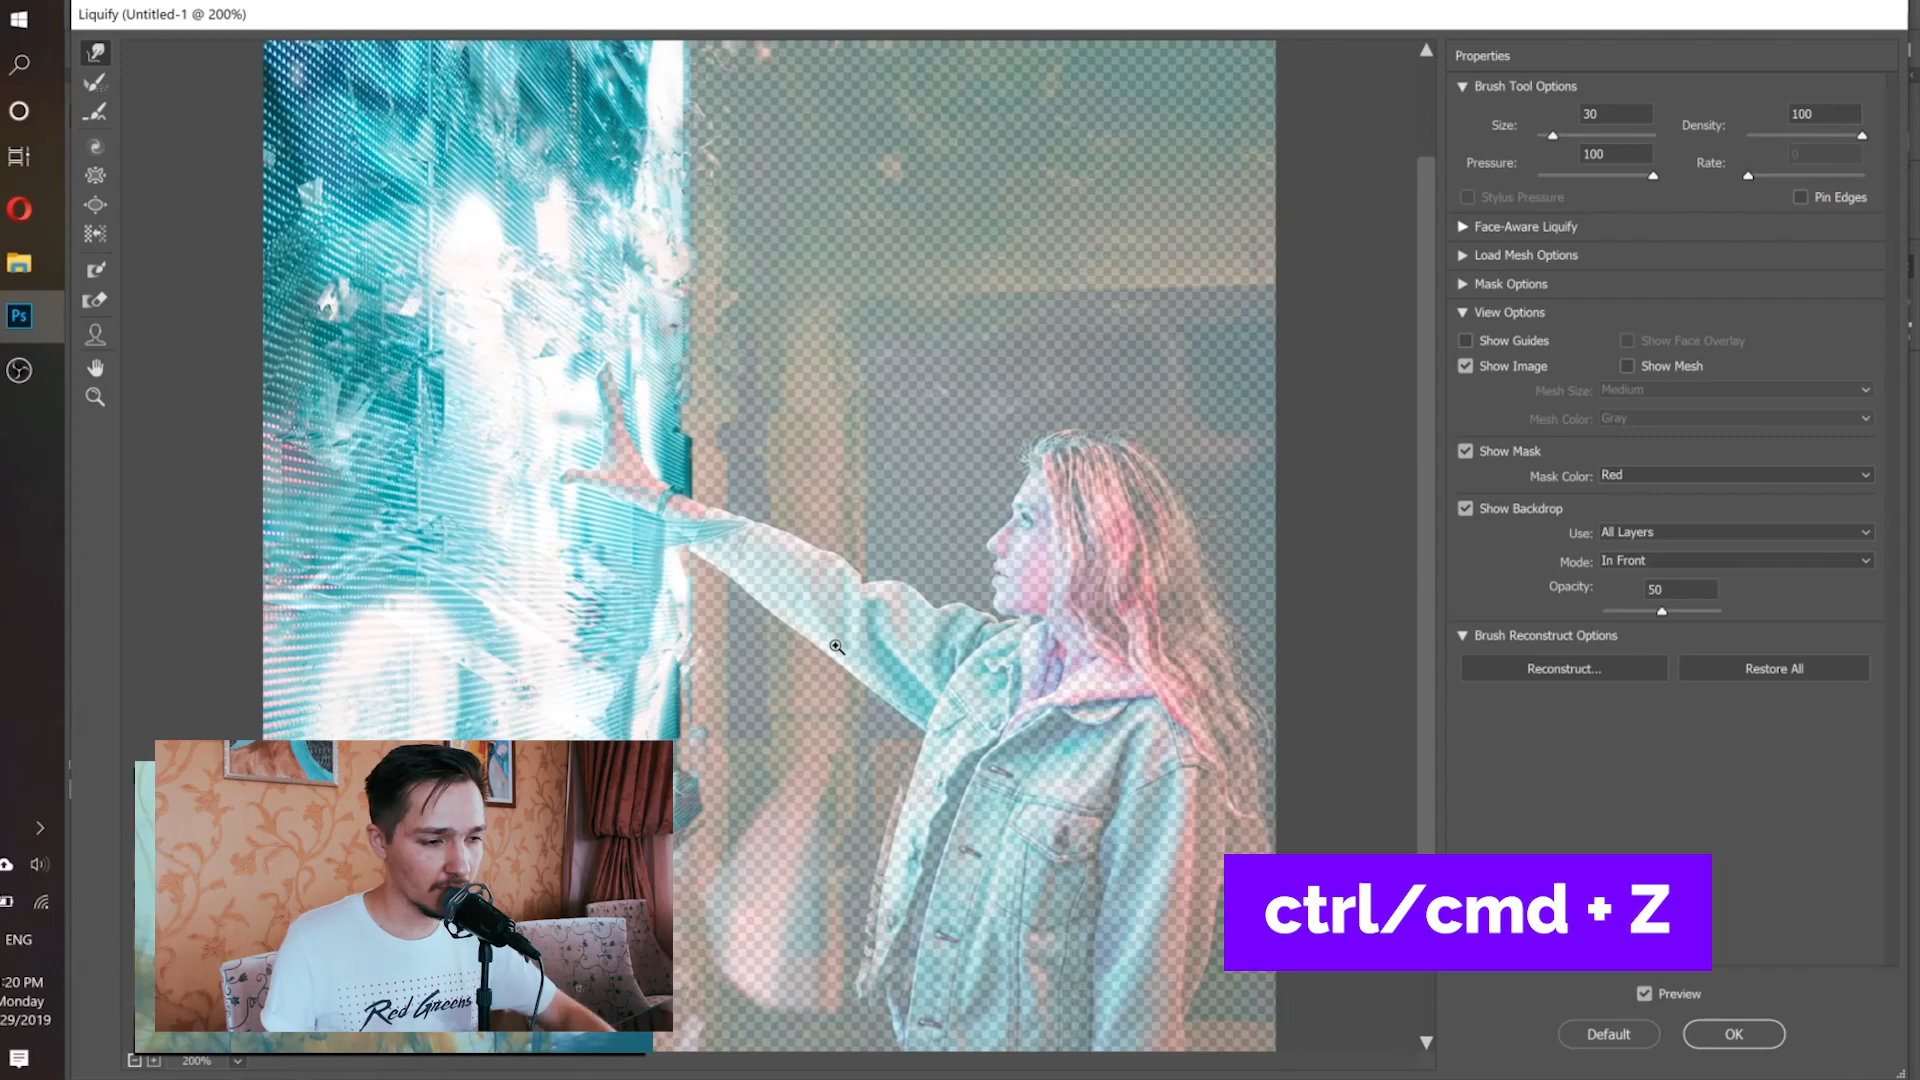 Liquify (Untitled-1 @ 200%)
Properties
Brush Tool Options
Size: 30
Density: 100
Pressure: 100
Rate: 0
Stylus Pressure
Pin Edges
Face-Aware Liquify
Load Mesh Options
Mask Options
View Options
Show Guides
Show Face Overlay
Show Image
Show Mesh
Mesh Size: Medium
Mesh Color: Gray
Show Mask
Mask Color: Red
Show Backdrop
Use: All Layers
Mode: In Front
Opacity: 50
Brush Reconstruct Options
Reconstruct...
Restore All
Ps
ctrl/cmd + Z
Red Greens
ENG
:20 PM
Monday
29/2019
Preview
Default
OK
200%